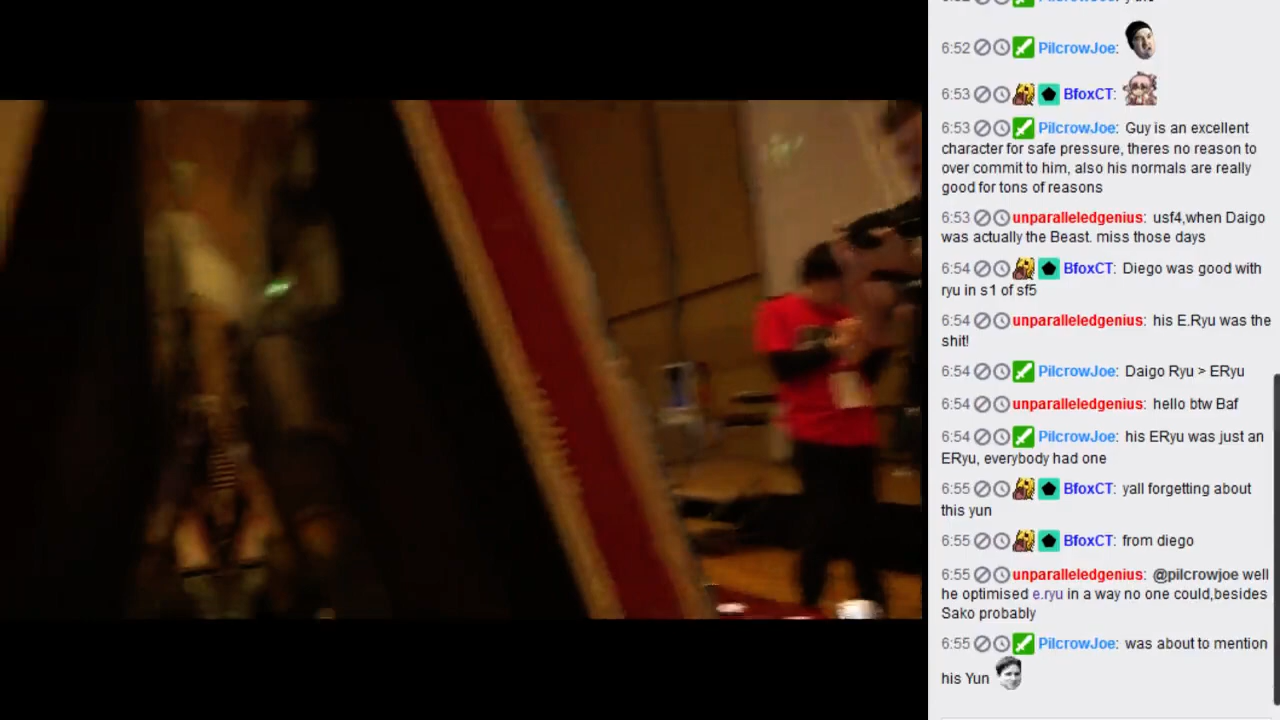 6:52 PilcrowJoe:
6:53 BfoxCT:
6:53 PilcrowJoe: Guy is an excellent
character for safe pressure, theres no reason to
over commit to him, also his normals are really
good for tons of reasons
6:53 unparalleledgenius: usf4,when Daigo
was actually the Beast. miss those days
6:54 BfoxCT: Diego was good with
ryu in s1 of sf5
6:54 unparalleledgenius: his E.Ryu was the
shit!
6:54 PilcrowJoe: Daigo Ryu > ERyu
6:54 unparalleledgenius: hello btw Baf
6:54 PilcrowJoe: his ERyu was just an
ERyu, everybody had one
6:55 BfoxCT: yall forgetting about
this yun
6:55 BfoxCT: from diego
6:55 unparalleledgenius: @pilcrowjoe well
he optimised e.ryu in a way no one could,besides
Sako probably
6:55 PilcrowJoe: was about to mention
his Yun